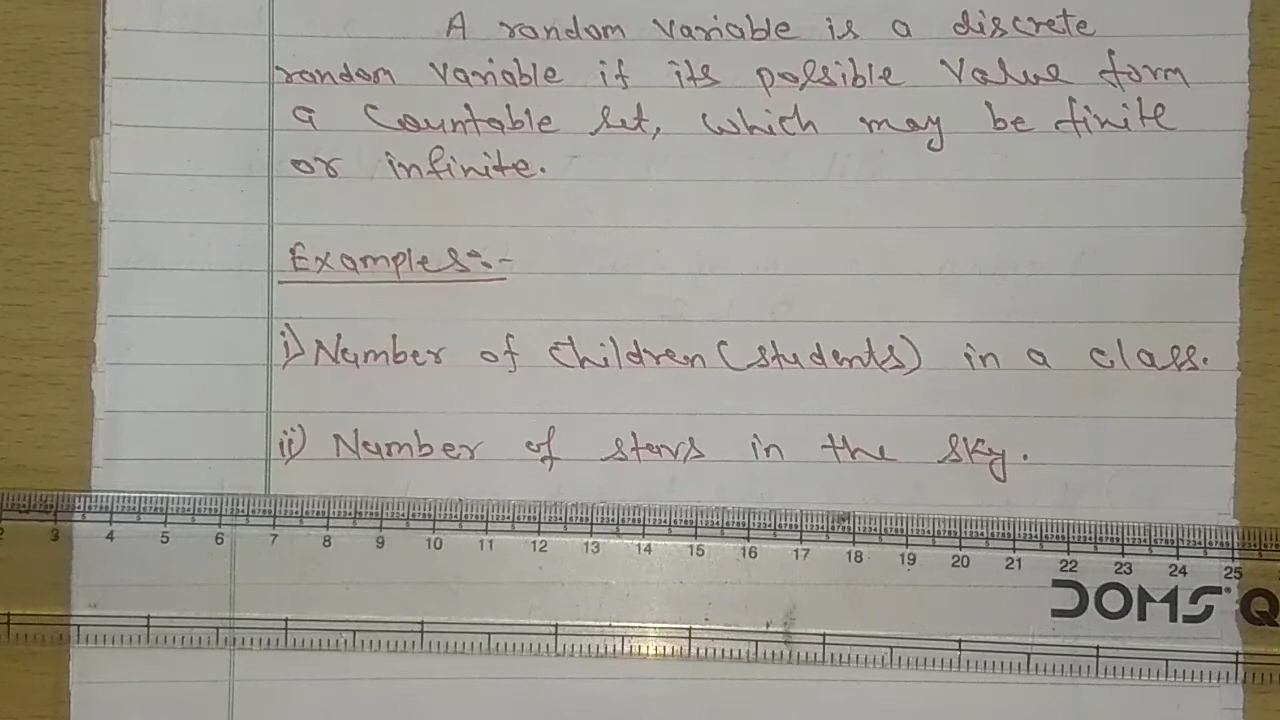 A random variable is a discrete
random variable if its possible value form
a countable set, which may be finite
or infinite.
Examples:-
i) Number of children (students) in a class.
ii) Number of stars in the sky.
3 4 5 6 7 8 9 10 11 12 13 14 15 16 17 18 19 20 21 22 23 24 25
DOMS Q